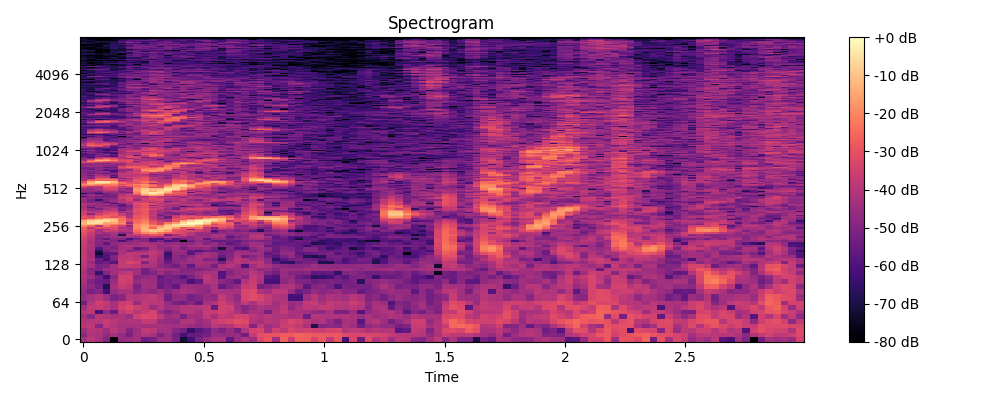 Spectrogram
+0 dB
4096
-10 dB
2048
-20 dB
1024
-30 dB
512
-40 dB
Hz
256
-50 dB
128
-60 dB
64
-70 dB
0
-80 dB
0 0.5 1 1.5 2 2.5
Time